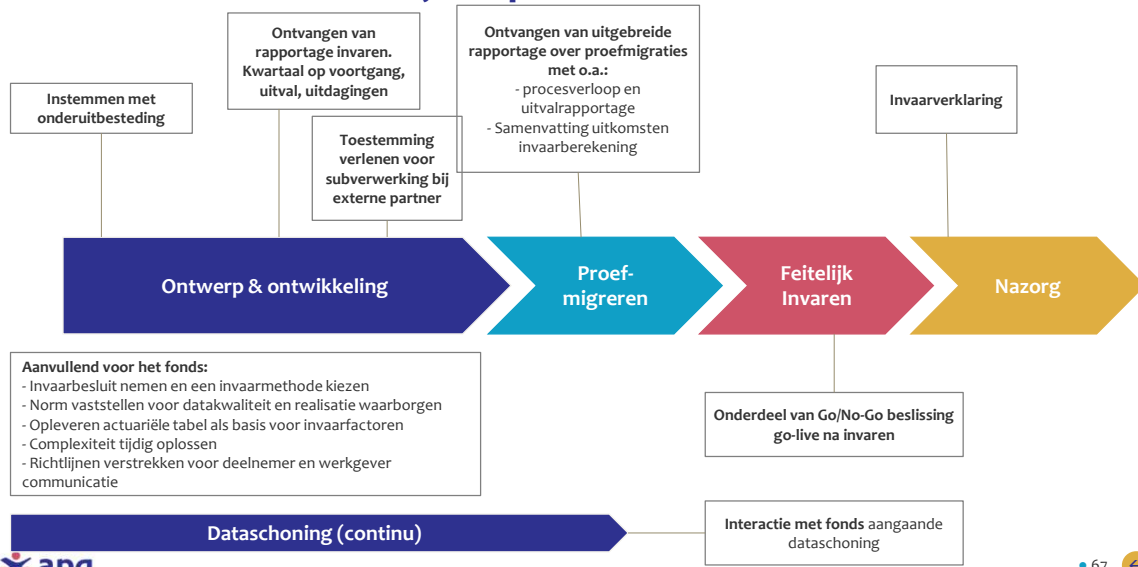 Ontvangen van
rapportage invaren.
Kwartaal op voortgang,
uitval, uitdagingen
Ontvangen van uitgebreide
rapportage over proefmigraties
met o.a.:
- procesverloop en
uitvalrapportage
- Samenvatting uitkomsten
invaarberekening
Instemmen met
onderuitbesteding
Invaarverklaring
Toestemming
verlenen voor
subverwerking bij
externe partner
Ontwerp & ontwikkeling
Proef-
migreren
Feitelijk
Invaren
Nazorg
Aanvullend voor het fonds:
- Invaarbesluit nemen en een invaarmethode kiezen
- Norm vaststellen voor datakwaliteit en realisatie waarborgen
- Opleveren actuariële tabel als basis voor invaarfactoren
- Complexiteit tijdig oplossen
- Richtlijnen verstrekken voor deelnemer en werkgever
communicatie
Onderdeel van Go/No-Go beslissing
go-live na invaren
Dataschoning (continu)
Interactie met fonds aangaande
dataschoning
apg
• 67